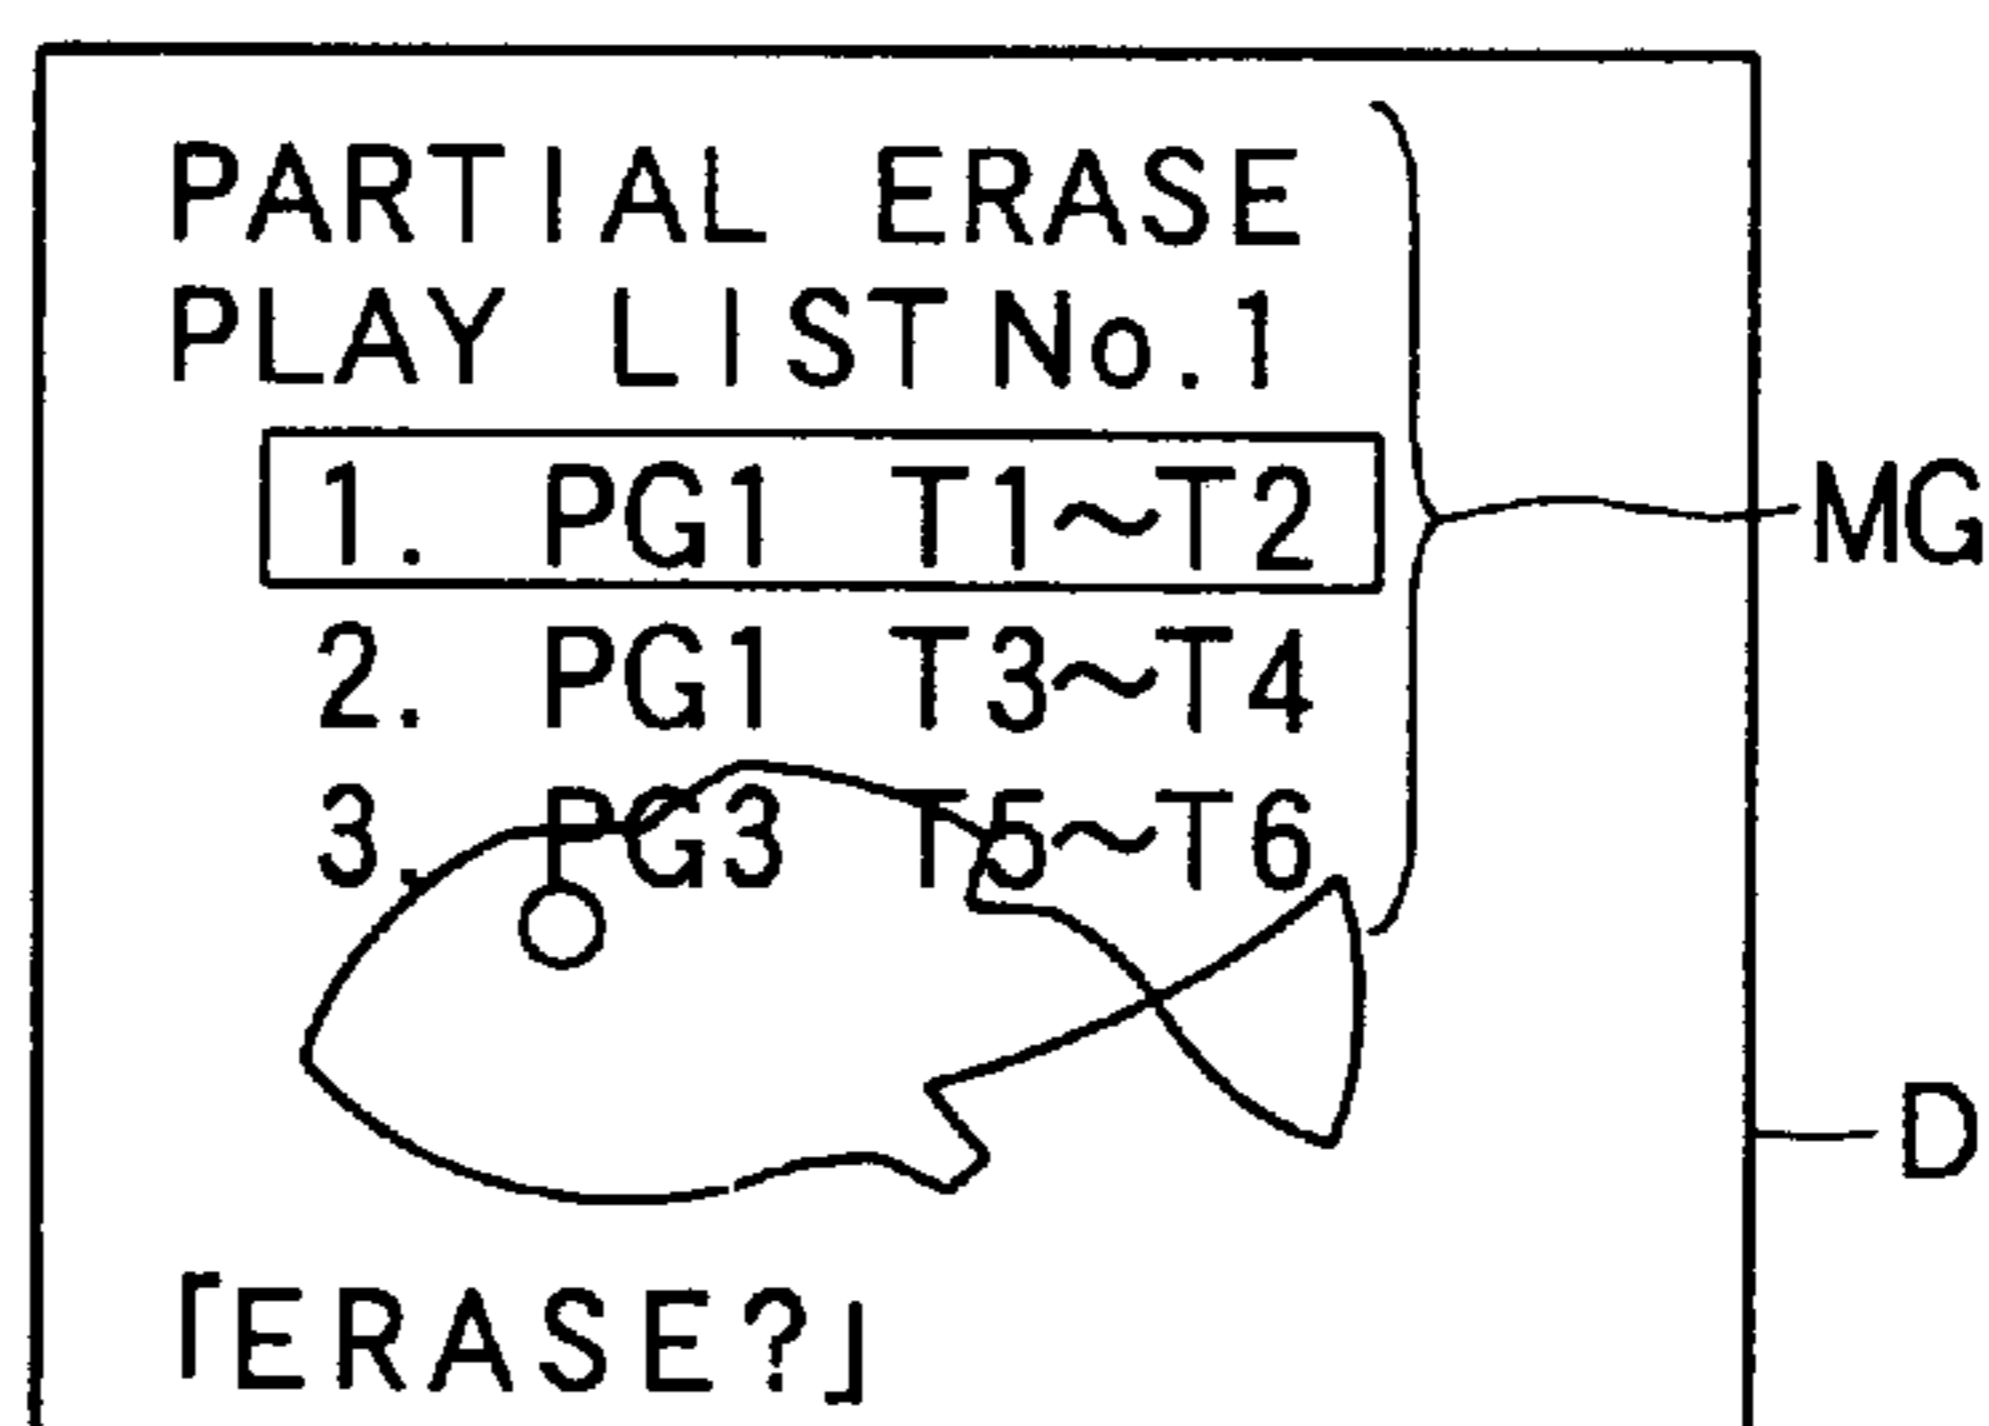 PARTIAL ERASE
PLAY LIST No.1
1. PG1 T1~T2
2. PG1 T3~T4
3. PG3 T5~T6
MG
D
「ERASE?」